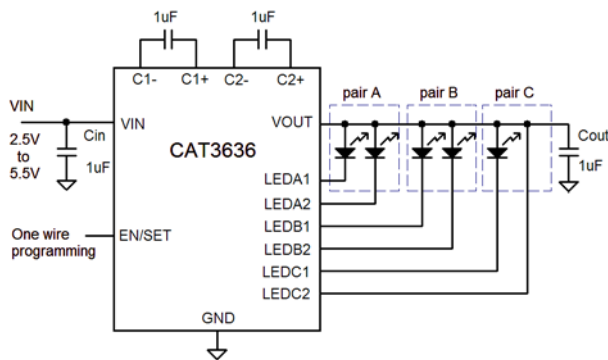 1uF
1uF
C1-
C1+
C2-
C2+
pair A
pair B
pair C
VIN
Cin
VIN
VOUT
Cout
2.5V
to
5.5V
1uF
CAT3636
1uF
LEDA1
LEDA2
One wire
programming
EN/SET
LEDB1
LEDB2
LEDC1
LEDC2
GND